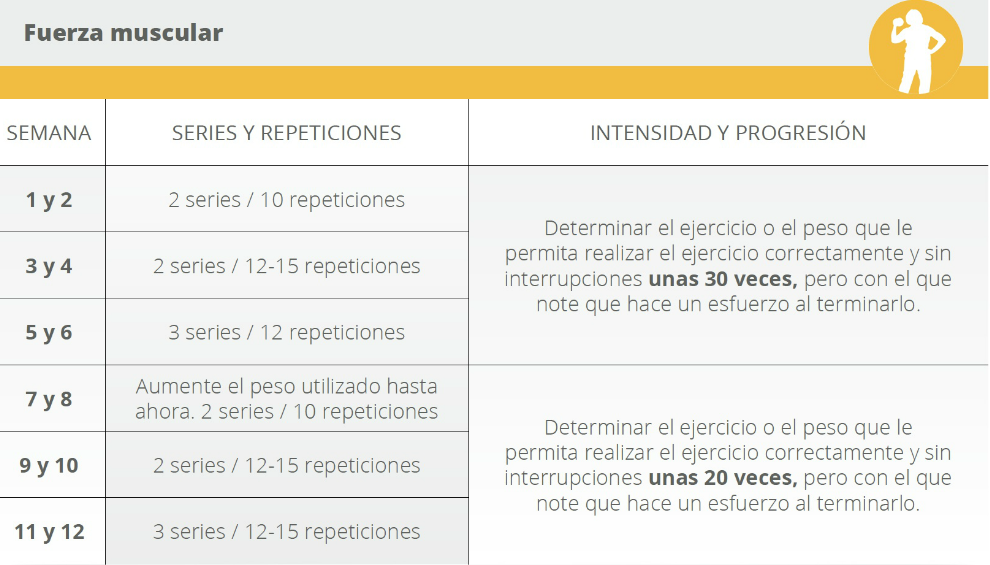 Fuerza muscular
SEMANA
SERIES Y REPETICIONES
INTENSIDAD Y PROGRESIÓN
1 y 2
2 series / 10 repeticiones
3 y 4
2 series / 12-15 repeticiones
5 y 6
3 series / 12 repeticiones
Determinar el ejercicio o el peso que le
permita realizar el ejercicio correctamente y sin
interrupciones unas 30 veces, pero con el que
note que hace un esfuerzo al terminarlo.
7 y 8
Aumente el peso utilizado hasta
ahora. 2 series / 10 repeticiones
9 y 10
2 series / 12-15 repeticiones
11 y 12
3 series / 12-15 repeticiones
Determinar el ejercicio o el peso que le
permita realizar el ejercicio correctamente y sin
interrupciones unas 20 veces, pero con el que
note que hace un esfuerzo al terminarlo.